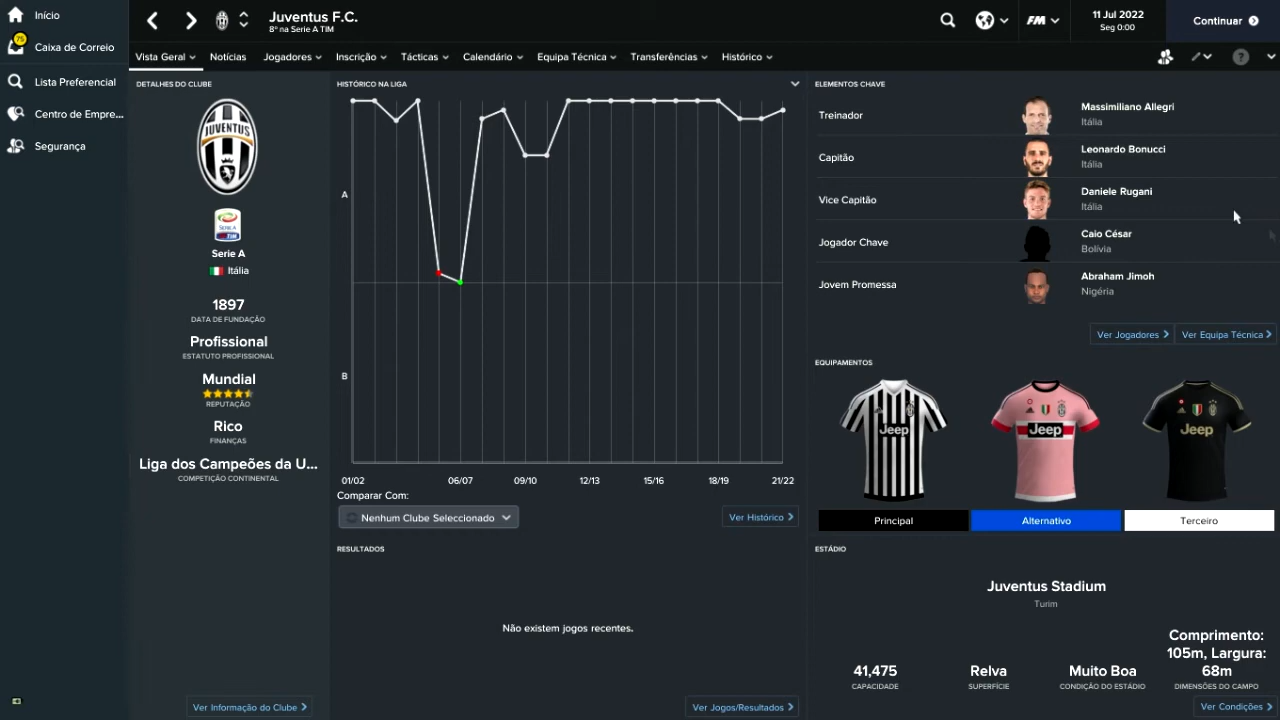 Início
75
Caixa de Correio
Lista Preferencial
Centro de Empre...
Segurança
Juventus F.C.
8º na Serie A TIM
FM
11 Jul 2022
Seg 0:00
Continuar
Vista Geral
Notícias
Jogadores
Inscrição
Tácticas
Calendário
Equipa Técnica
Transferências
Histórico
?
DETALHES DO CLUBE
JUVENTUS
SERIE A
TIM
Serie A
Itália
1897
DATA DE FUNDAÇÃO
Profissional
ESTATUTO PROFISSIONAL
Mundial
REPUTAÇÃO
Rico
FINANÇAS
Liga dos Campeões da U...
COMPETIÇÃO CONTINENTAL
Ver Informação do Clube
HISTÓRICO NA LIGA
A
B
01/02
06/07
09/10
12/13
15/16
18/19
21/22
Comparar Com:
Nenhum Clube Seleccionado
Ver Histórico
RESULTADOS
Não existem jogos recentes.
Ver Jogos/Resultados
ELEMENTOS CHAVE
Treinador
Massimiliano Allegri
Itália
Capitão
Leonardo Bonucci
Itália
Vice Capitão
Daniele Rugani
Itália
Jogador Chave
Caio César
Bolívia
Jovem Promessa
Abraham Jimoh
Nigéria
Ver Jogadores
Ver Equipa Técnica
EQUIPAMENTOS
Jeep
Jeep
Jeep
Principal
Alternativo
Terceiro
ESTÁDIO
Juventus Stadium
Turim
41,475
CAPACIDADE
Relva
SUPERFÍCIE
Muito Boa
CONDIÇÃO DO ESTÁDIO
Comprimento:
105m, Largura:
68m
DIMENSÕES DO CAMPO
Ver Condições